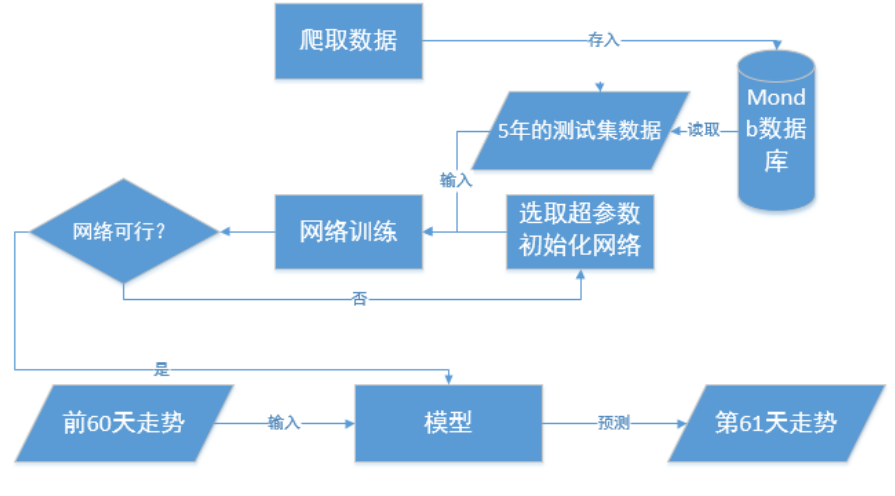 爬取数据
存入
Mond
b数据
库
5年的测试集数据
读取
输入
网络可行?
网络训练
选取超参数
初始化网络
否
是
前60天走势
输入
模型
预测
第61天走势